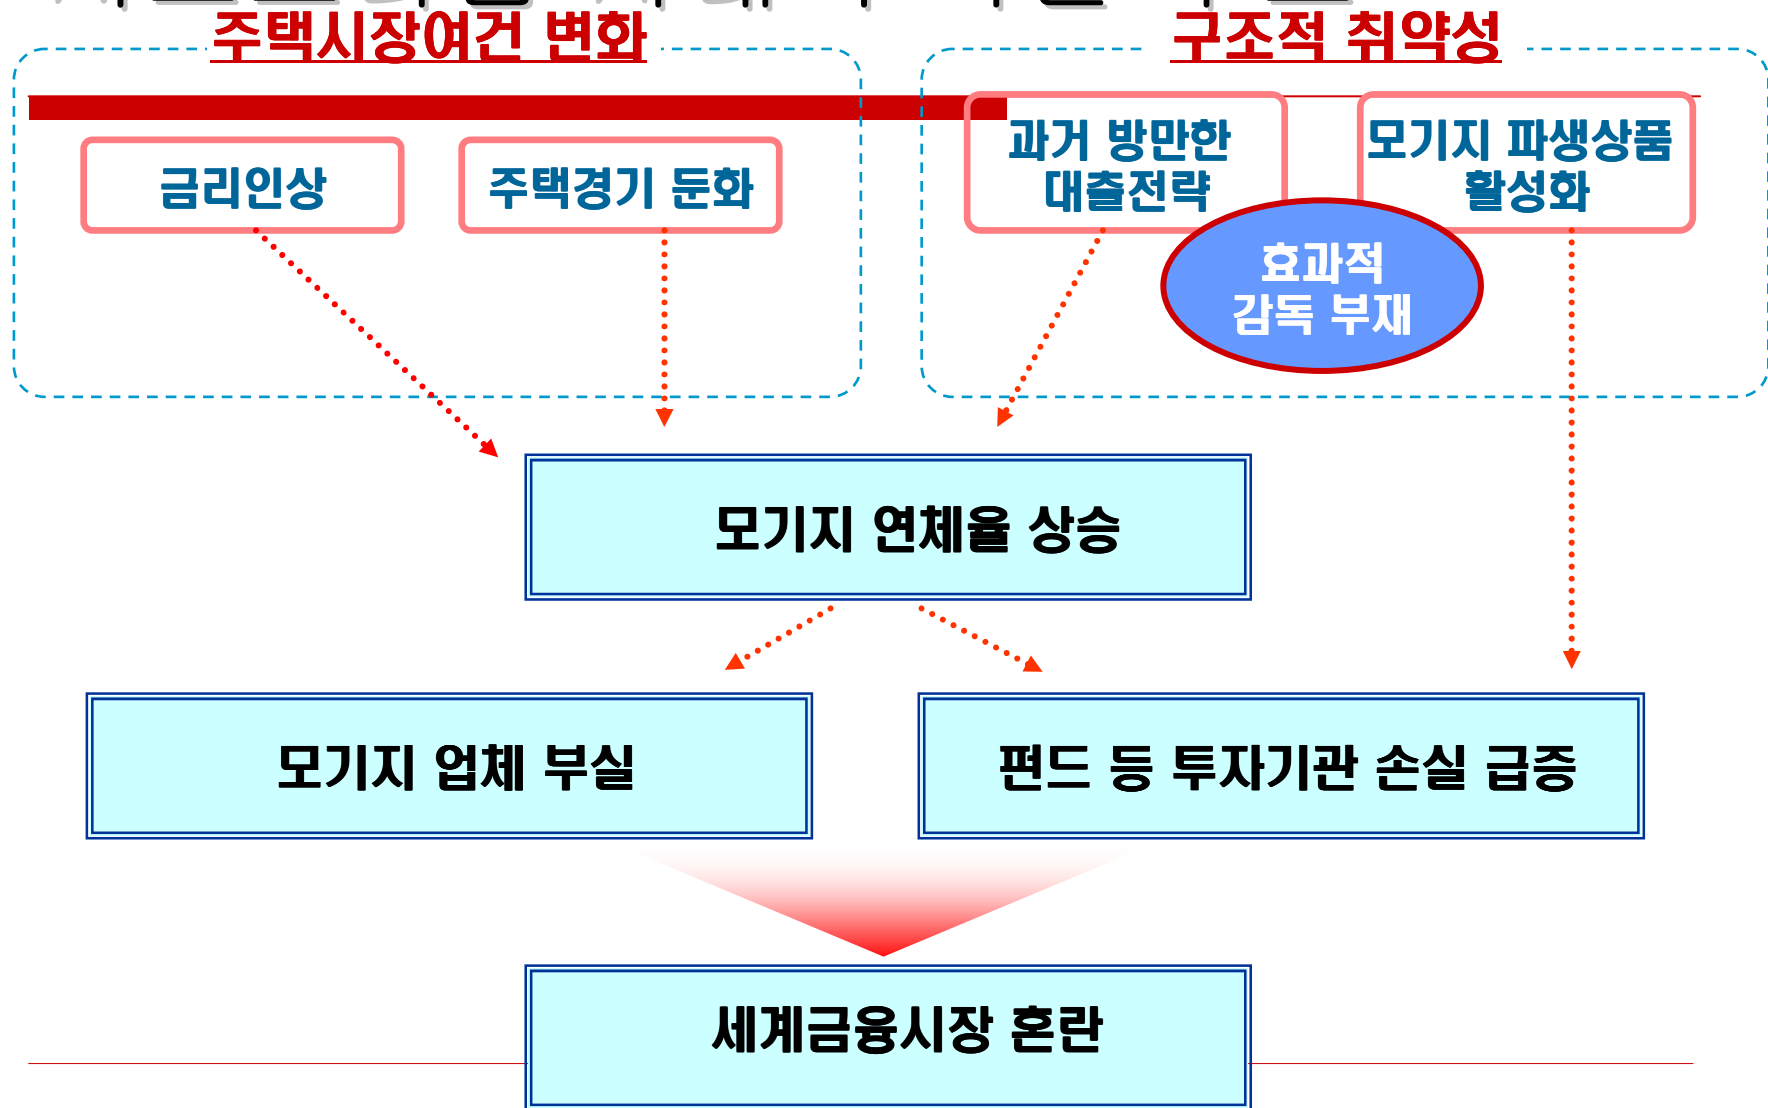 주택시장여건 변화
구조적 취약성
금리인상
주택경기 둔화
과거 방만한
대출전략
모기지 파생상품
활성화
효과적
감독 부재
모기지 연체율 상승
모기지 업체 부실
펀드 등 투자기관 손실 급증
세계금융시장 혼란